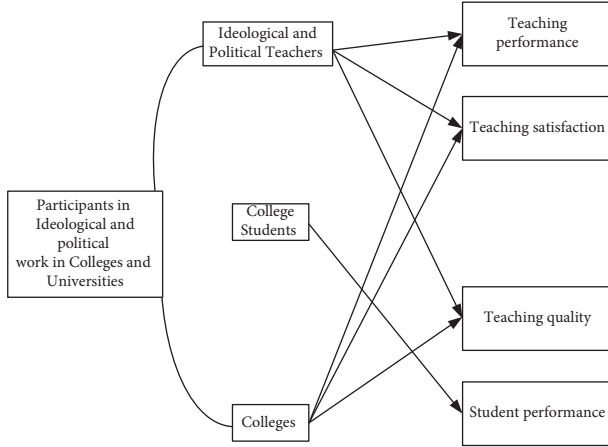 Participants in
Ideological and
political
work in Colleges and
Universities
Ideological and
Political Teachers
College
Students
Colleges
Teaching
performance
Teaching satisfaction
Teaching quality
Student performance